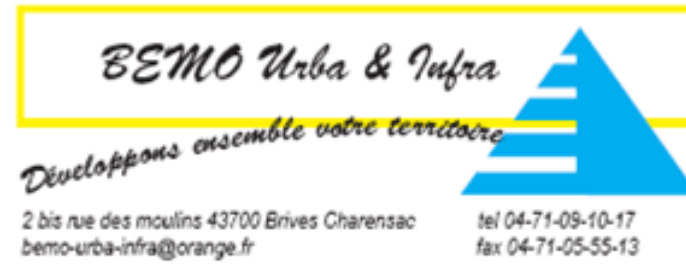 BEMO Urba & Infra
Développons ensemble votre territoire
2 bis rue des moulins 43700 Brives Charensac
tel 04-71-09-10-17
bemo-urba-infra@orange.fr
fax 04-71-05-55-13